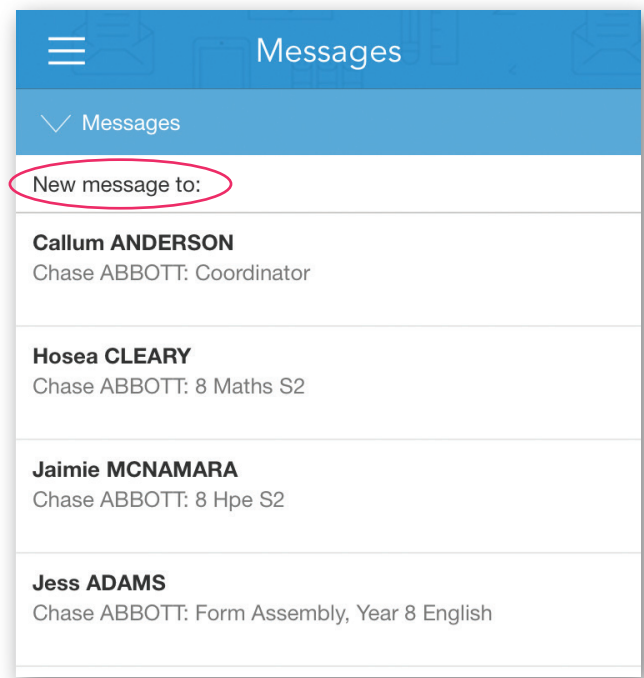 Messages
Messages
New message to:
Callum ANDERSON
Chase ABBOTT: Coordinator
Hosea CLEARY
Chase ABBOTT: 8 Maths S2
Jaimie MCNAMARA
Chase ABBOTT: 8 Hpe S2
Jess ADAMS
Chase ABBOTT: Form Assembly, Year 8 English